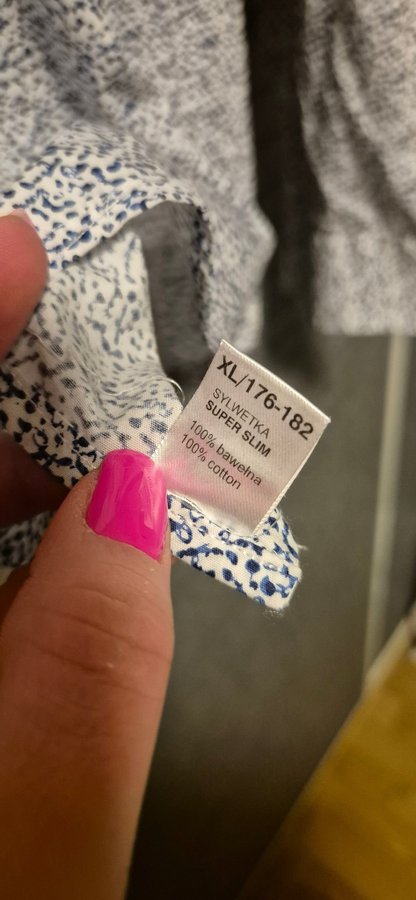 XL/176-182
SYLWETKA
SUPER SLIM
100% bawełna
100% cotton